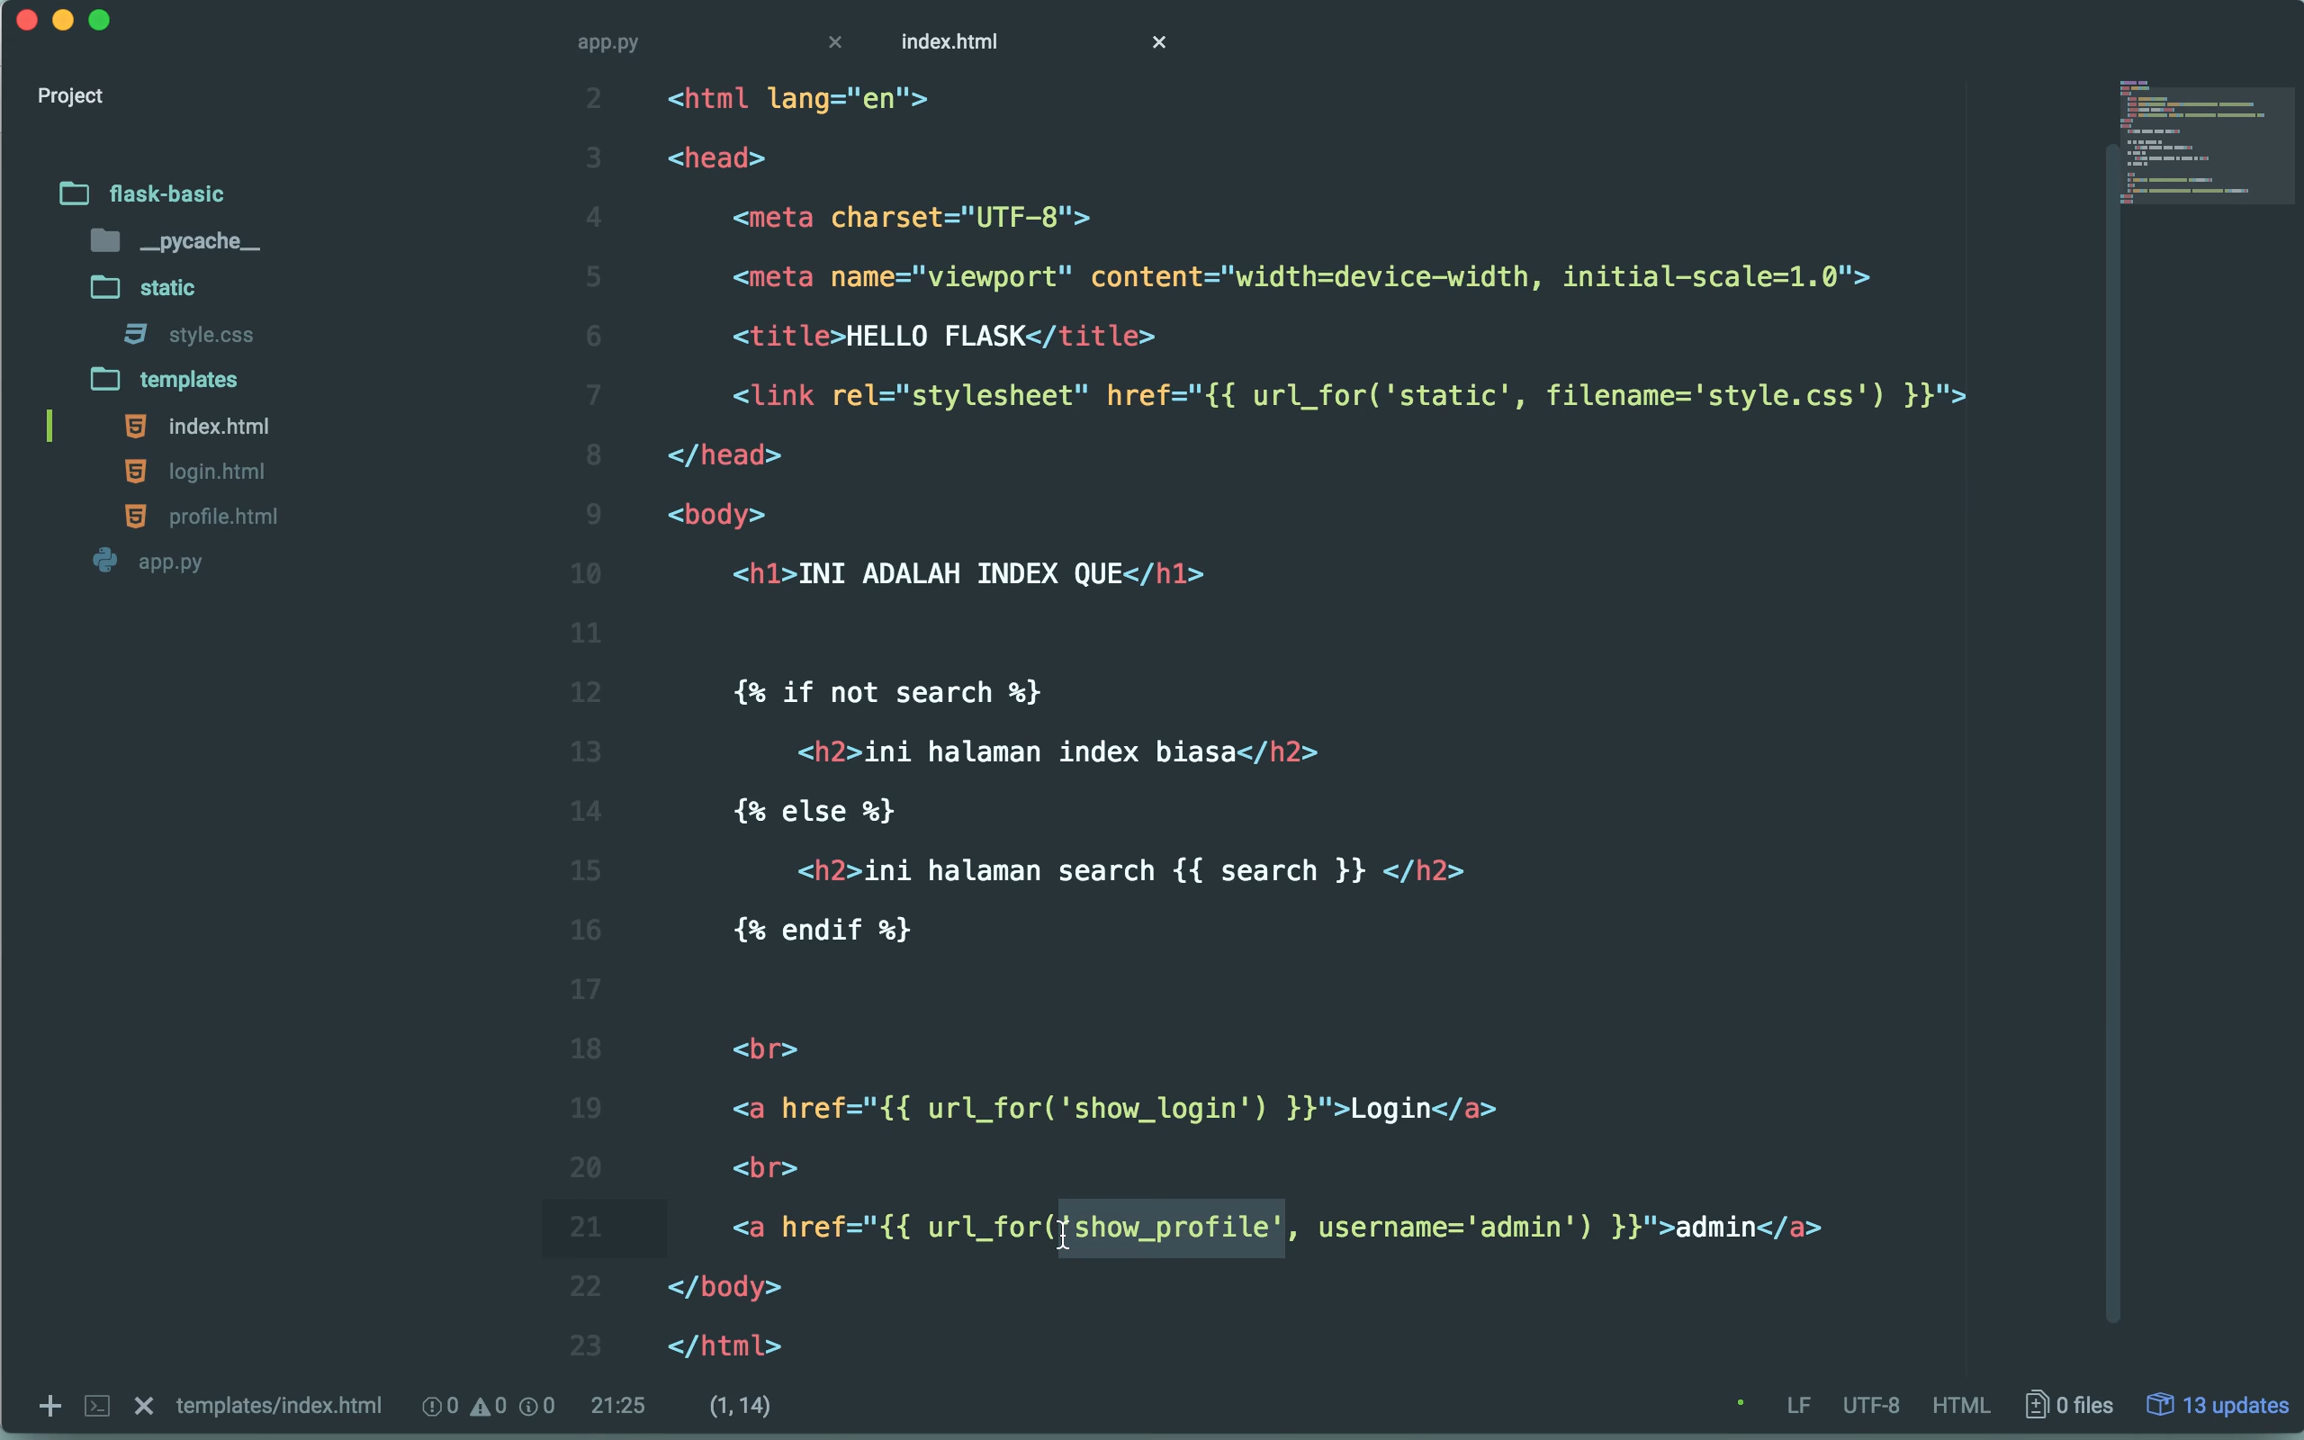 app.py
index.html
Project
flask-basic
__pycache__
static
style.css
templates
index.html
login.html
profile.html
app.py
2 <html lang="en">
3 <head>
4 <meta charset="UTF-8">
5 <meta name="viewport" content="width=device-width, initial-scale=1.0">
6 <title>HELLO FLASK</title>
7 <link rel="stylesheet" href="{{ url_for('static', filename='style.css') }}">
8 </head>
9 <body>
10 <h1>INI ADALAH INDEX QUE</h1>
11
12 {% if not search %}
13 <h2>ini halaman index biasa</h2>
14 {% else %}
15 <h2>ini halaman search {{ search }} </h2>
16 {% endif %}
17
18 <br>
19 <a href="{{ url_for('show_login') }}">Login</a>
20 <br>
21 <a href="{{ url_for('show_profile', username='admin') }}">admin</a>
22 </body>
23 </html>
templates/index.html 0 0 0 21:25 (1, 14) LF UTF-8 HTML 0 files 13 updates